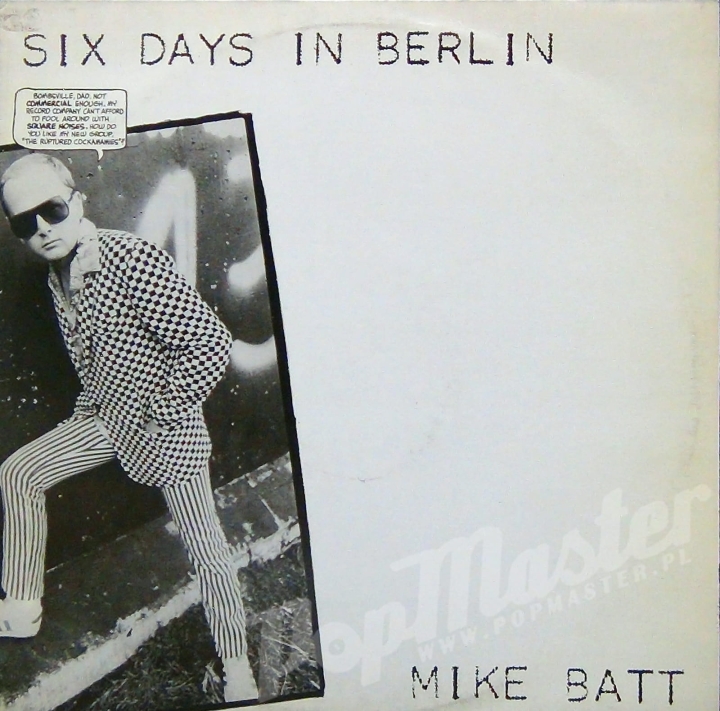 SIX DAYS IN BERLIN
BOMBSVILLE, DAD. NOT
COMMERCIAL ENOUGH. MY
RECORD COMPANY CAN'T AFFORD
TO FOOL AROUND WITH
SQUARE NOISES. HOW DO
YOU LIKE MY NEW GROUP,
"THE RUPTURED COCKAMAMIES"?
PopMaster
WWW.POPMASTER.PL
MIKE BATT